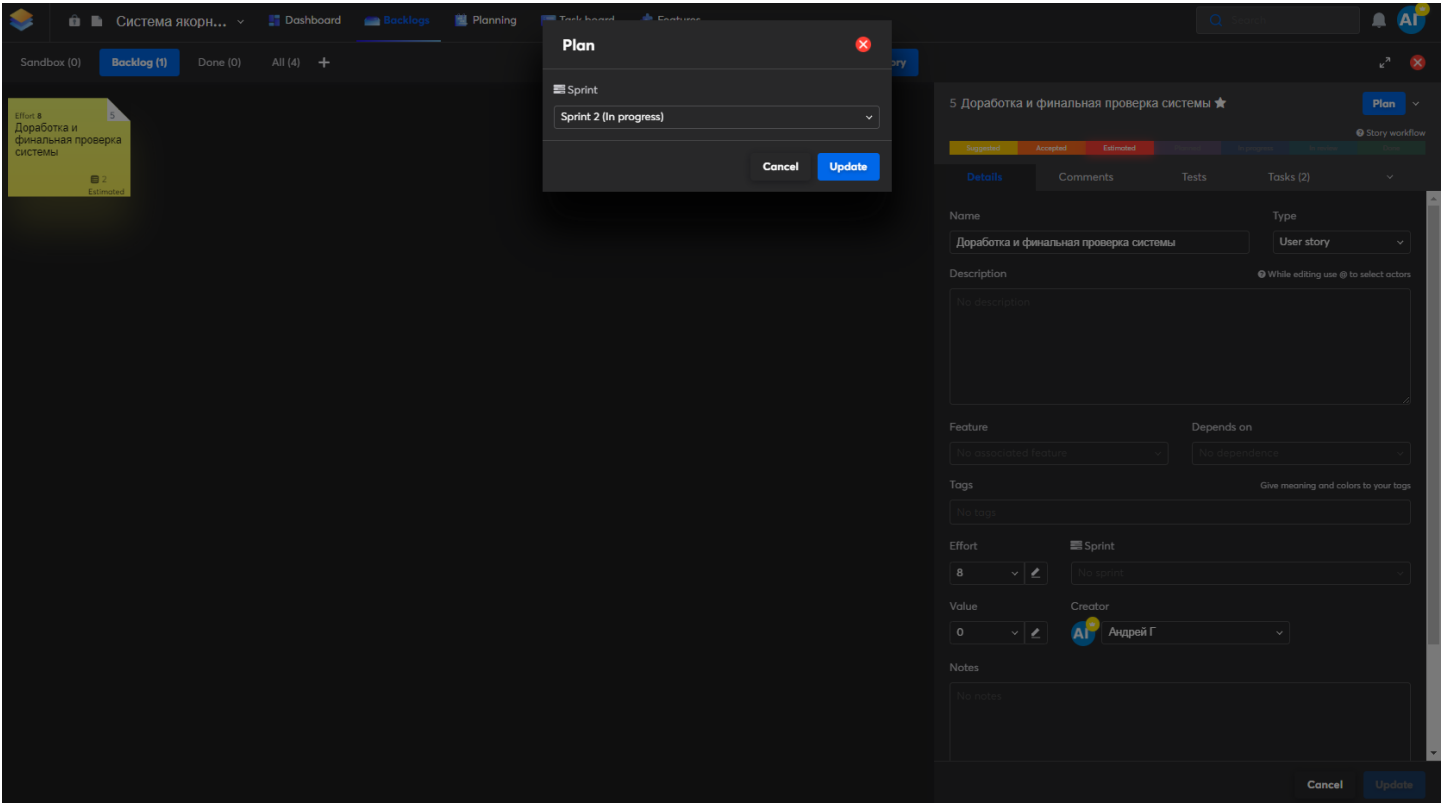 Система якорн... Dashboard Backlogs Planning Task board Features Search АГ
Sandbox (0) Backlog (1) Done (0) All (4) + ory
Plan
Sprint
Sprint 2 (In progress)
Cancel Update
Effort 8 5
Доработка и
финальная проверка
системы
2
Estimated
5 Доработка и финальная проверка системы Plan
Story workflow
Suggested Accepted Estimated Planned In progress In review Done
Details Comments Tests Tasks (2)
Name Type
Доработка и финальная проверка системы User story
Description While editing use @ to select actors
No description
Feature Depends on
No associated feature No dependence
Tags Give meaning and colors to your tags
No tags
Effort Sprint
8 No sprint
Value Creator
0 АГ Андрей Г
Notes
No notes
Cancel Update